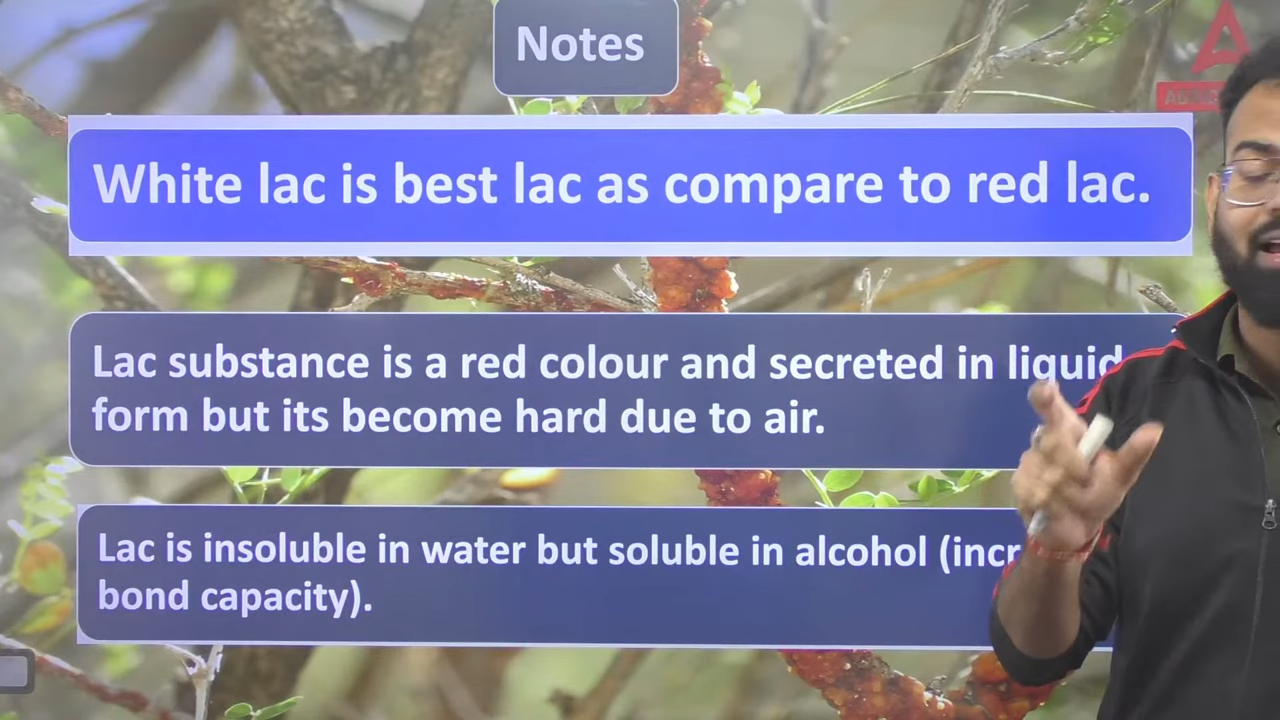 Notes
White lac is best lac as compare to red lac.
Lac substance is a red colour and secreted in liquid
form but its become hard due to air.
Lac is insoluble in water but soluble in alcohol
bond capacity).